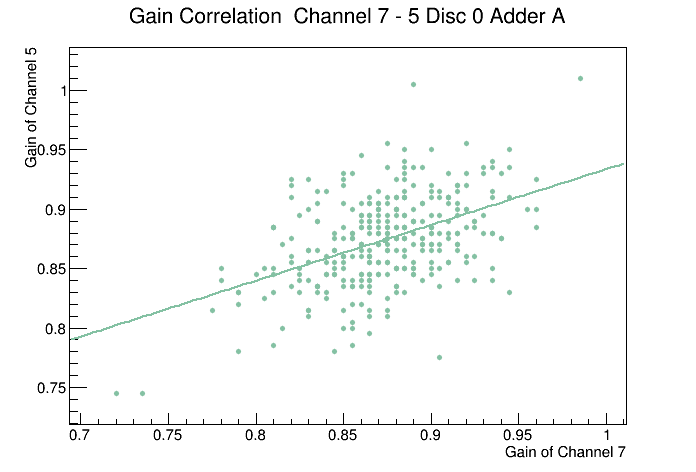 Gain Correlation  Channel 7 - 5 Disc 0 Adder A
Gain of Channel 5
1
0.95
0.9
0.85
0.8
0.75
0.7 0.75 0.8 0.85 0.9 0.95 1
Gain of Channel 7